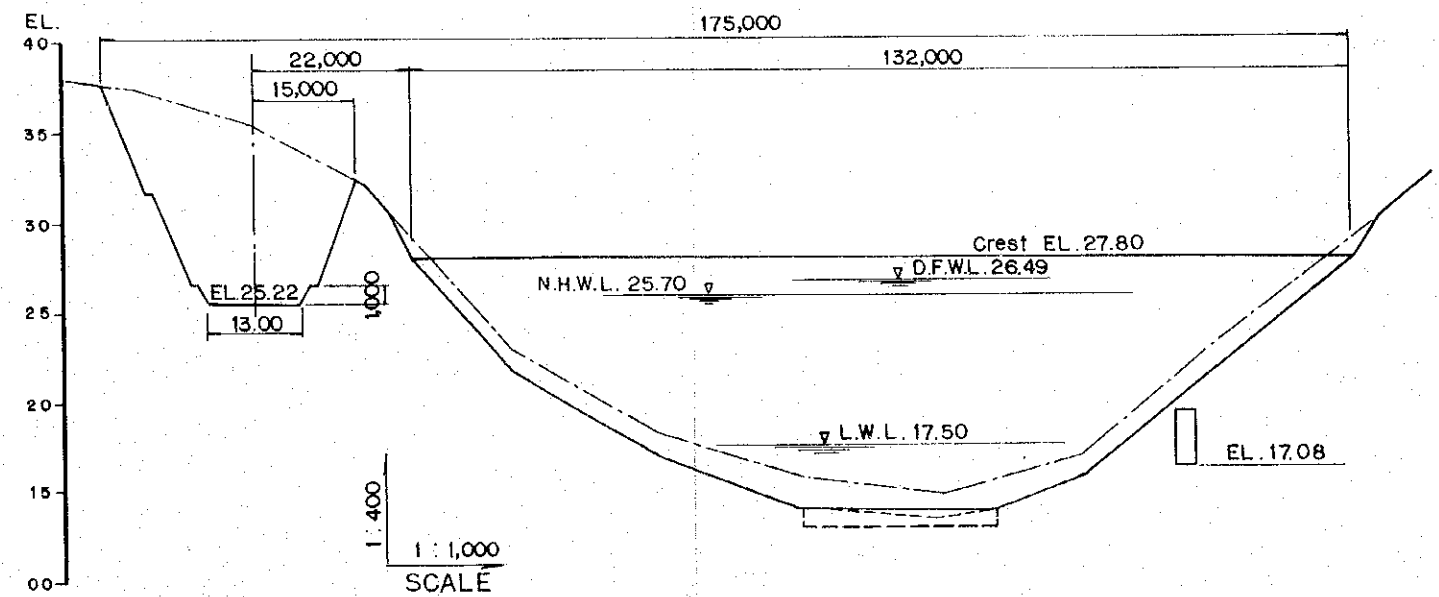 EL.
175,000
40
22,000
132,000
15,000
35
30
Crest EL. 27.80
D.F.W.L. 26.49
N.H.W.L. 25.70
EL.25.22
1,000
25
13.00
20
L.W.L. 17.50
EL. 17.08
15
1 : 400
1 : 1,000
00
SCALE